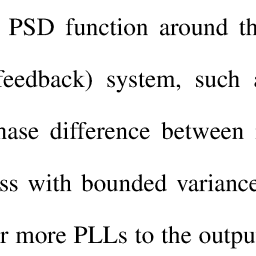 PSD function around th
feedback) system, such
hase difference between
ss with bounded variance
r more PLLs to the outpu